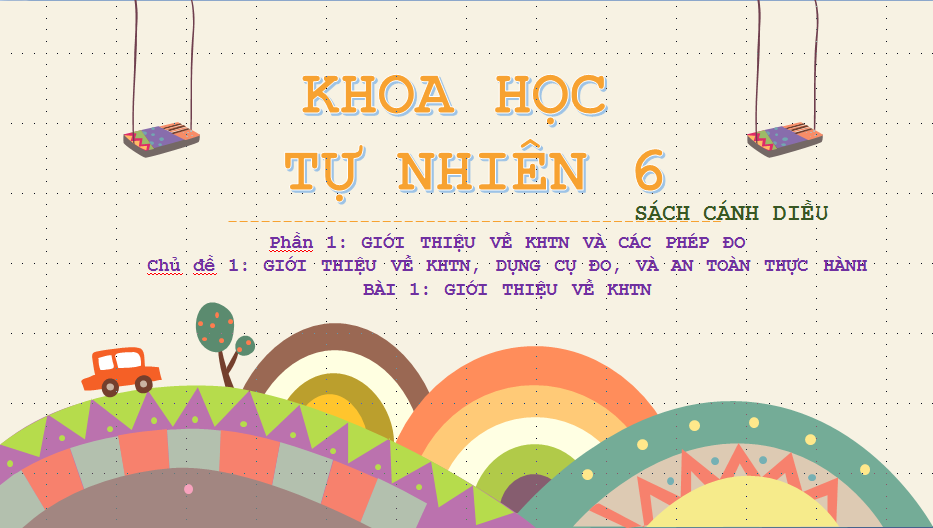 KHOA HỌC
TỰ NHIÊN 6
SÁCH CÁNH DIỀU
Phần 1: GIỚI THIỆU VỀ KHTN VÀ CÁC PHÉP ĐO
Chủ đề 1: GIỚI THIỆU VỀ KHTN, DỤNG CỤ ĐO, VÀ AN TOÀN THỰC HÀNH
BÀI 1: GIỚI THIỆU VỀ KHTN